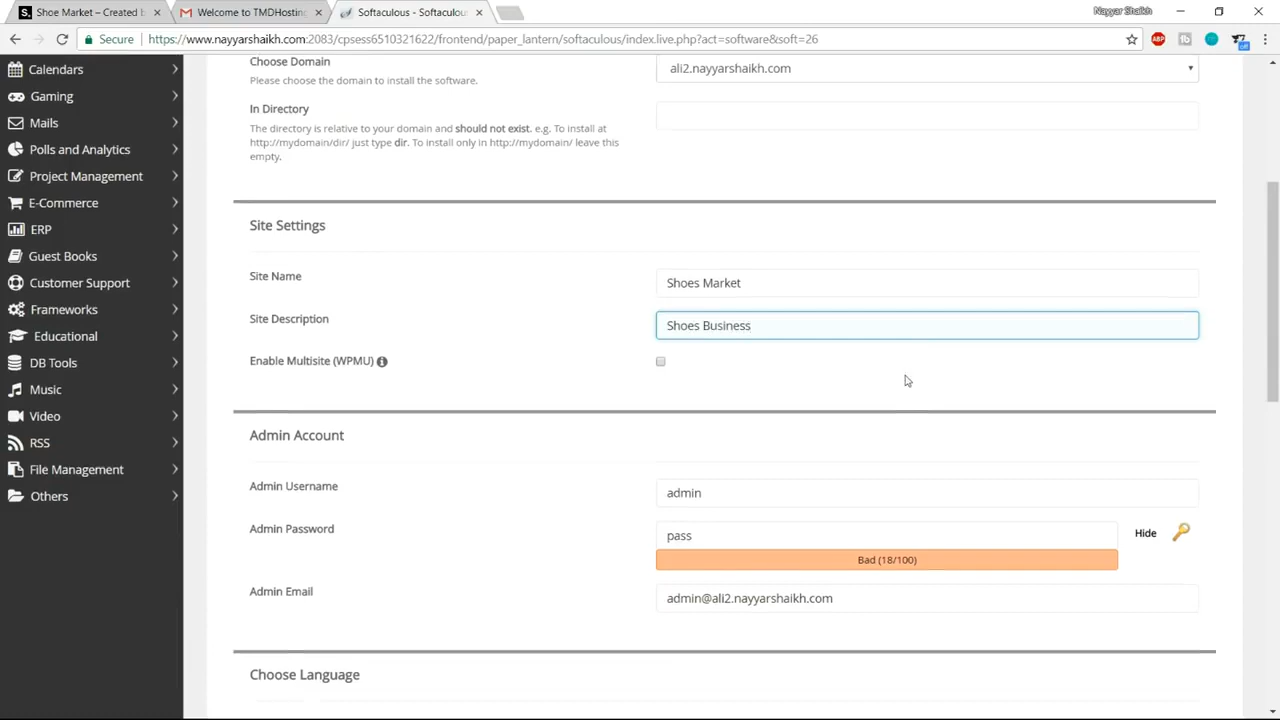 Shoe Market – Created b
Welcome to TMDHosting
Softaculous - Softaculou
Nayyar Shaikh
Secure
https://www.nayyarshaikh.com:2083/cpsess6510321622/frontend/paper_lantern/softaculous/index.live.php?act=software&soft=26
ABP
off
Calendars
Gaming
Mails
Polls and Analytics
Project Management
E-Commerce
ERP
Guest Books
Customer Support
Frameworks
Educational
DB Tools
Music
Video
RSS
File Management
Others
Choose Domain
Please choose the domain to install the software.
ali2.nayyarshaikh.com
In Directory
The directory is relative to your domain and should not exist. e.g. To install at
http://mydomain/dir/ just type dir. To install only in http://mydomain/ leave this
empty.
Site Settings
Site Name
Shoes Market
Site Description
Shoes Business
Enable Multisite (WPMU)
Admin Account
Admin Username
admin
Admin Password
pass
Hide
Bad (18/100)
Admin Email
admin@ali2.nayyarshaikh.com
Choose Language